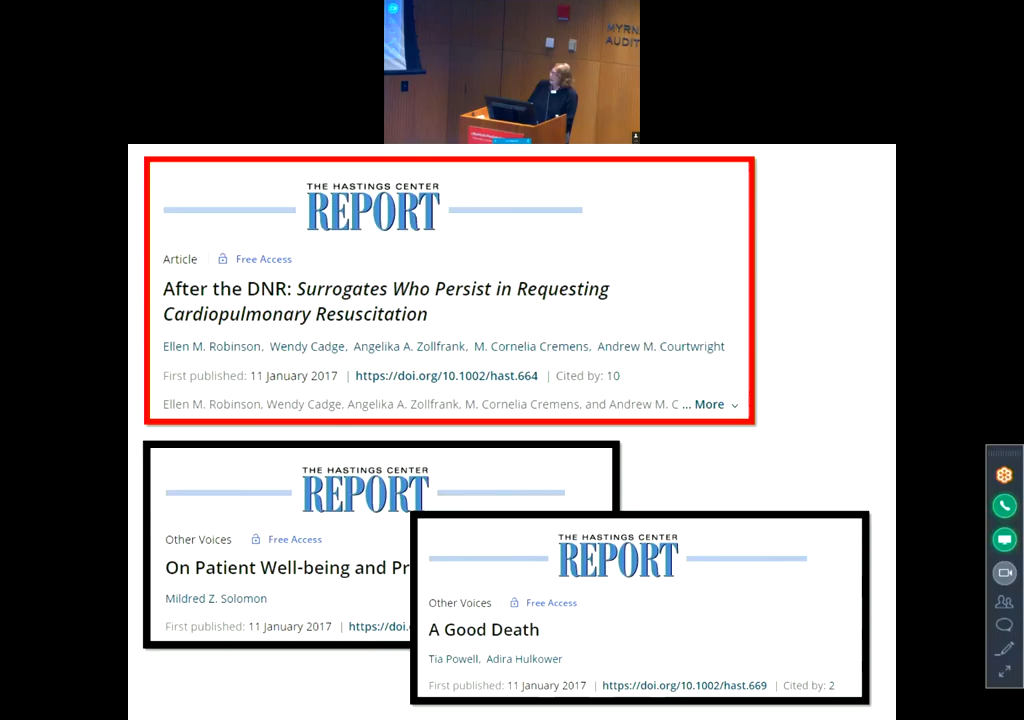 MYRN
AUDIT
THE HASTINGS CENTER
REPORT
Article Free Access
After the DNR: Surrogates Who Persist in Requesting
Cardiopulmonary Resuscitation
Ellen M. Robinson, Wendy Cadge, Angelika A. Zollfrank, M. Cornelia Cremens, Andrew M. Courtwright
First published: 11 January 2017 | https://doi.org/10.1002/hast.664 | Cited by: 10
Ellen M. Robinson, Wendy Cadge, Angelika A. Zollfrank, M. Cornelia Cremens, and Andrew M. C ... More
THE HASTINGS CENTER
REPORT
Other Voices Free Access
On Patient Well-being and Pr
Mildred Z. Solomon
First published: 11 January 2017 | https://doi.
THE HASTINGS CENTER
REPORT
Other Voices Free Access
A Good Death
Tia Powell, Adira Hulkower
First published: 11 January 2017 | https://doi.org/10.1002/hast.669 | Cited by: 2